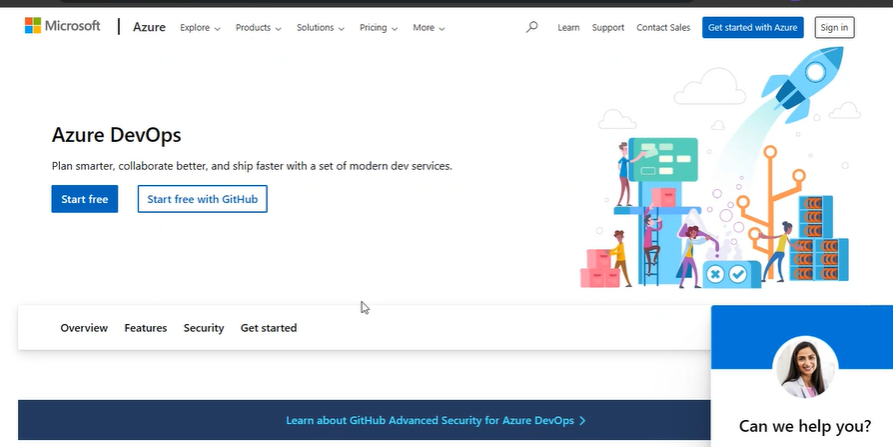 Microsoft | Azure Explore Products Solutions Pricing More Learn Support Contact Sales Get started with Azure Sign in
Azure DevOps
Plan smarter, collaborate better, and ship faster with a set of modern dev services.
Start free Start free with GitHub
Overview Features Security Get started
Learn about GitHub Advanced Security for Azure DevOps
Can we help you?